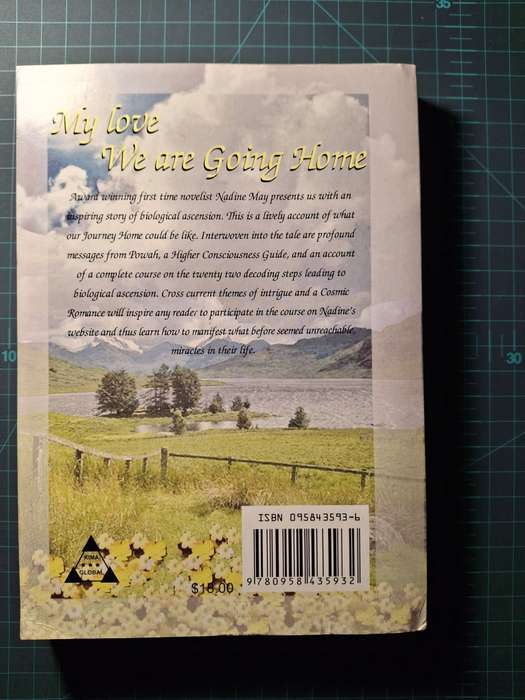 35
My love
We are Going Home
Award winning first time novelist Nadine May presents us with an
inspiring story of biological ascension. This is a lively account of what
our Journey Home could be like. Interwoven into the tale are profound
messages from Powah, a Higher Consciousness Guide, and an account
of a complete course on the twenty two decoding steps leading to
biological ascension. Cross current themes of intrigue and a Cosmic
Romance will inspire any reader to participate in the course on Nadine's
website and thus learn how to manifest what before seemed unreachable,
miracles in their life.
10
30
ISBN 095843593-6
9 780958 435932
RIMA
GLOBAL
$18.00